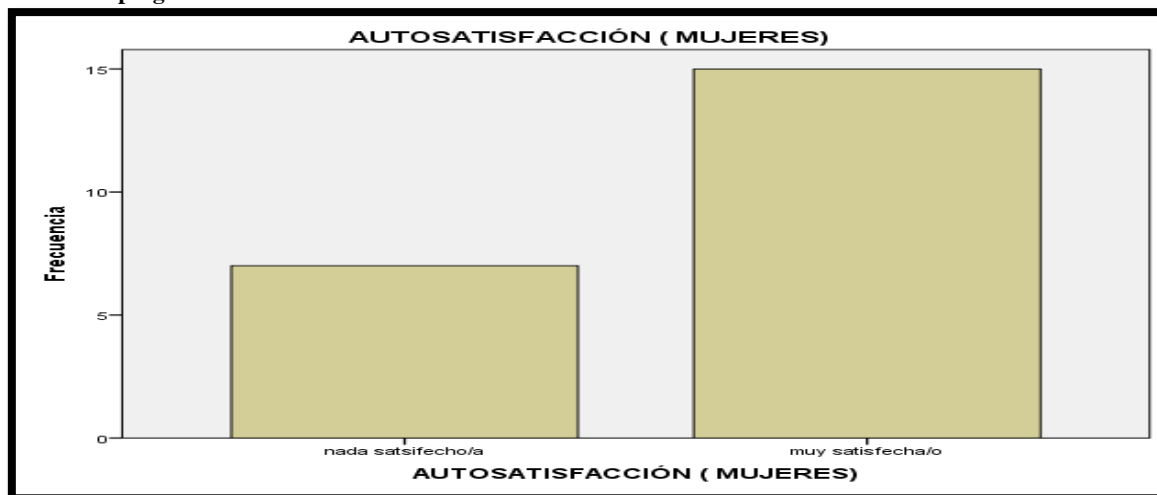 AUTOSATISFACCIÓN ( MUJERES)
15
10
5
0
Frecuencia
nada satsifecho/a
muy satisfecha/o
AUTOSATISFACCIÓN ( MUJERES)